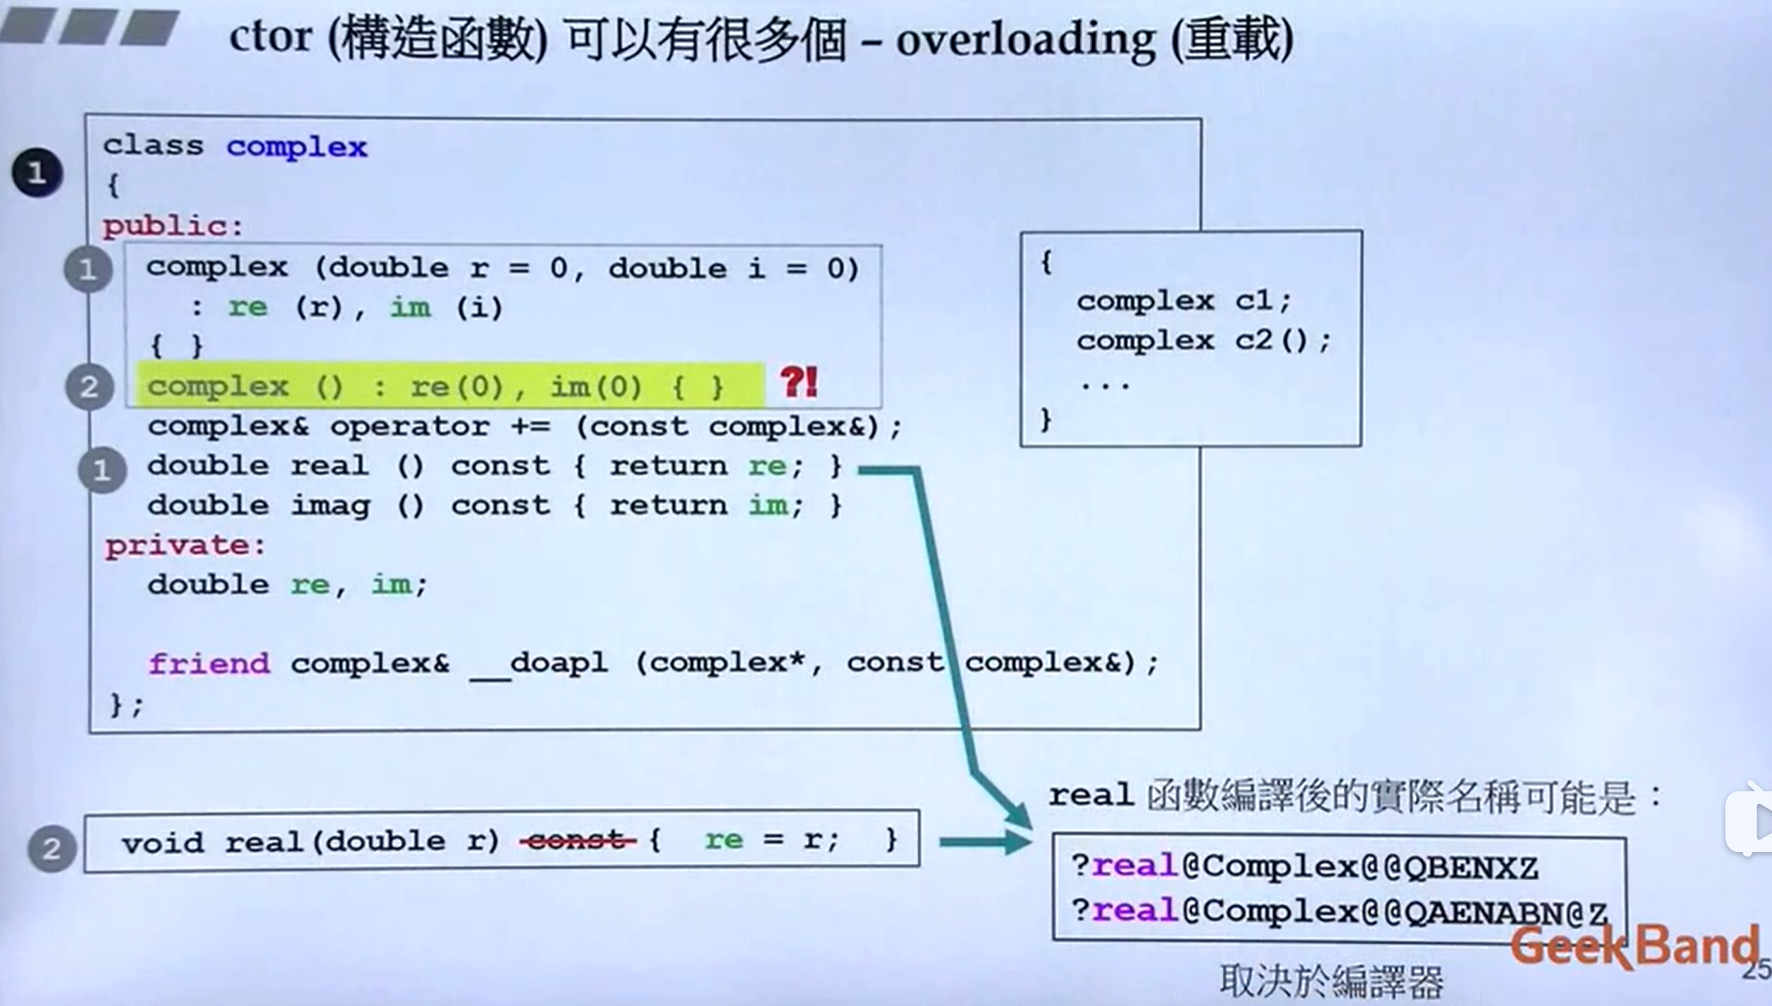 ctor (構造函數) 可以有很多個 – overloading (重載)
1
class complex
{
public:
1
complex (double r = 0, double i = 0)
: re (r), im (i)
{ }
2
complex () : re(0), im(0) { }
?!
complex& operator += (const complex&);
1
double real () const { return re; }
double imag () const { return im; }
private:
double re, im;
friend complex& __doapl (complex*, const complex&);
};
{
complex c1;
complex c2();
...
}
2
void real(double r) const { re = r; }
real 函數編譯後的實際名稱可能是：
?real@Complex@@QBENXZ
?real@Complex@@QAENABN@Z
取決於編譯器
GeekBand
25